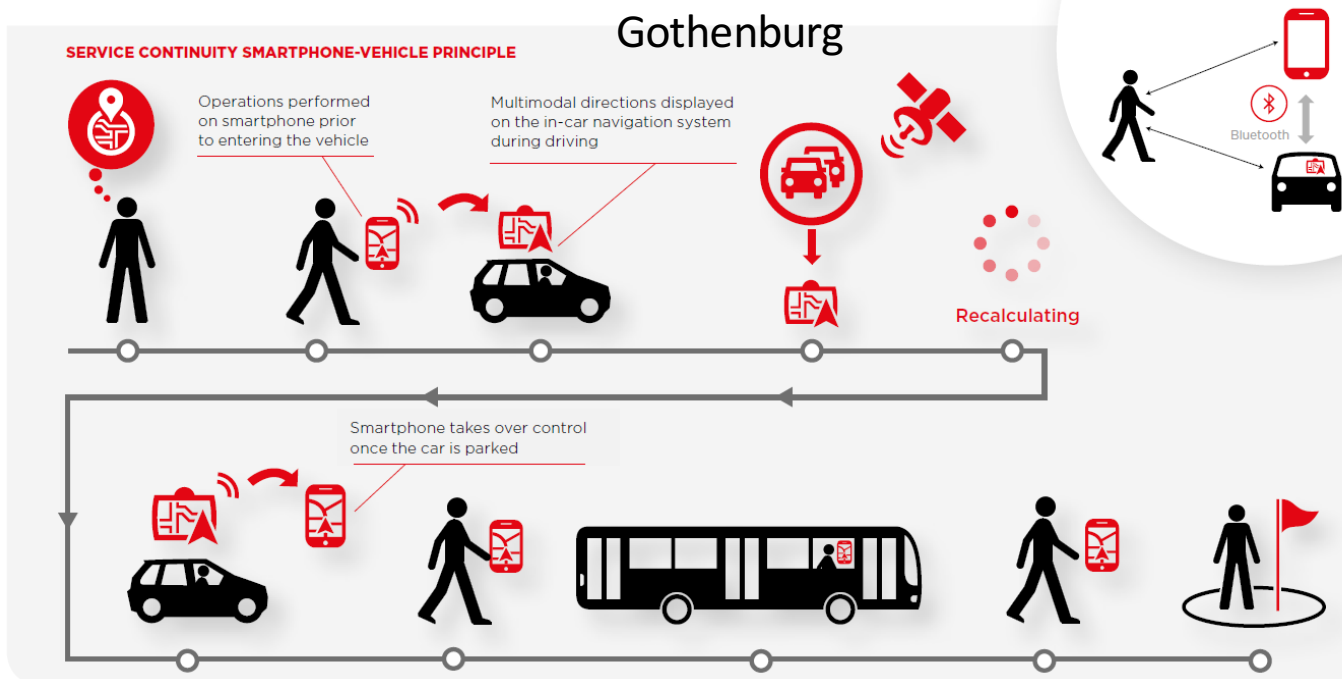 Gothenburg
SERVICE CONTINUITY SMARTPHONE-VEHICLE PRINCIPLE
Operations performed
on smartphone prior
to entering the vehicle
Multimodal directions displayed
on the in-car navigation system
during driving
Bluetooth
Recalculating
Smartphone takes over control
once the car is parked